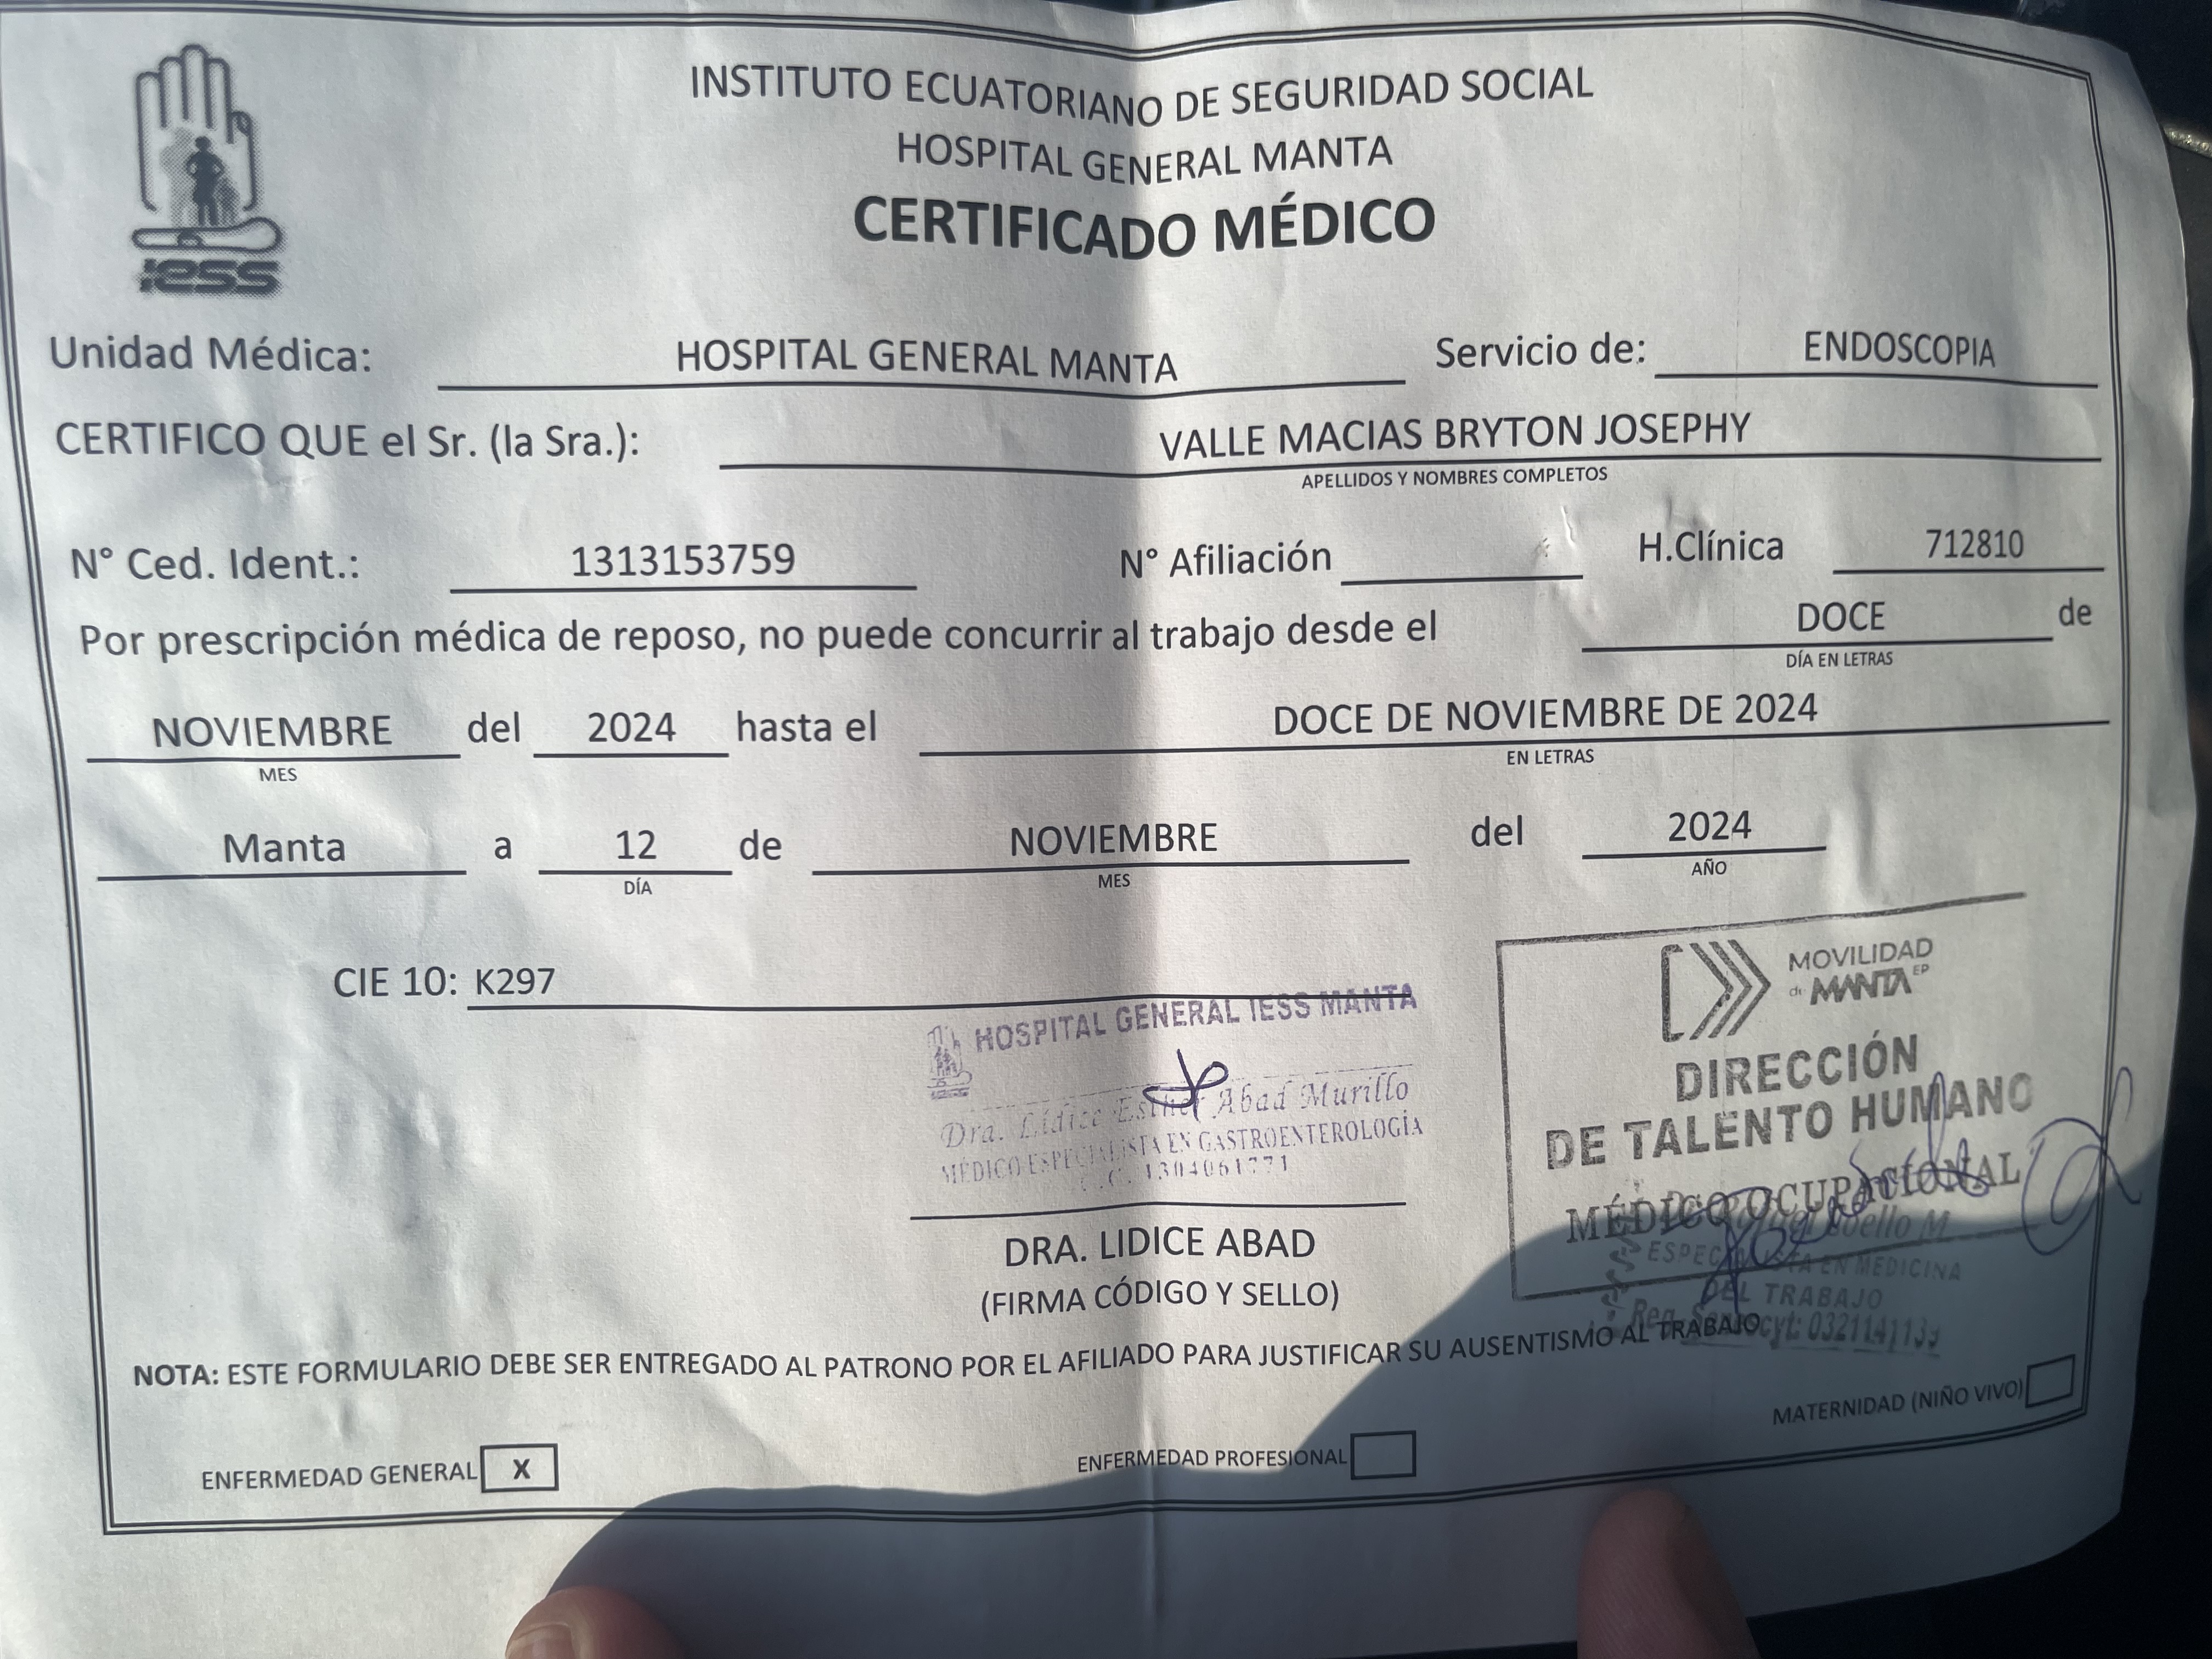 iess
INSTITUTO ECUATORIANO DE SEGURIDAD SOCIAL
HOSPITAL GENERAL MANTA
CERTIFICADO MÉDICO
Unidad Médica: HOSPITAL GENERAL MANTA Servicio de: ENDOSCOPIA
CERTIFICO QUE el Sr. (la Sra.): VALLE MACIAS BRYTON JOSEPHY
APELLIDOS Y NOMBRES COMPLETOS
N° Ced. Ident.: 1313153759 N° Afiliación H.Clínica 712810
Por prescripción médica de reposo, no puede concurrir al trabajo desde el DOCE de
DÍA EN LETRAS
NOVIEMBRE del 2024 hasta el DOCE DE NOVIEMBRE DE 2024
MES EN LETRAS
Manta a 12 de NOVIEMBRE del 2024
DÍA MES AÑO
CIE 10: K297
HOSPITAL GENERAL IESS MANTA
Dra. Lídice Abad Murillo
MÉDICO ESPECIALISTA EN GASTROENTEROLOGÍA
1304061771
MOVILIDAD
de MANTA EP
DIRECCIÓN
DE TALENTO HUMANO
MÉDICO OCUPACIONAL
EN MEDICINA
DEL TRABAJO
DRA. LIDICE ABAD
(FIRMA CÓDIGO Y SELLO)
NOTA: ESTE FORMULARIO DEBE SER ENTREGADO AL PATRONO POR EL AFILIADO PARA JUSTIFICAR SU AUSENTISMO AL TRABAJO
ENFERMEDAD GENERAL X ENFERMEDAD PROFESIONAL MATERNIDAD (NIÑO VIVO)